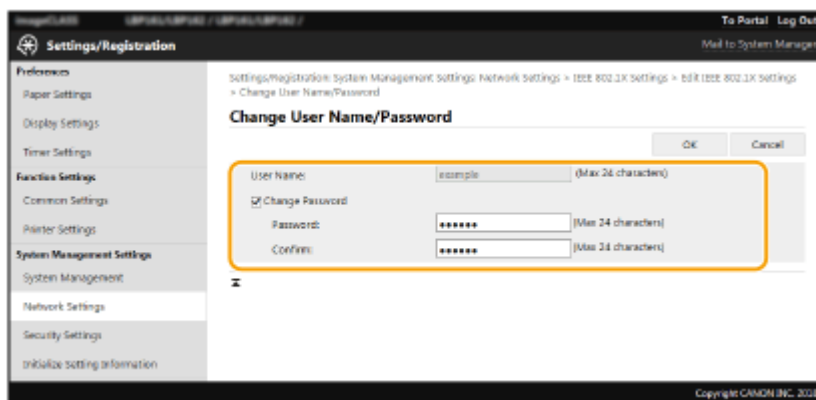 To Portal Log Out
Settings/Registration
Mail to System Manager
Preferences
Paper Settings
Display Settings
Timer Settings
Function Settings
Common Settings
Printer Settings
System Management Settings
System Management
Network Settings
Security Settings
Initialize Setting Information
Settings/Registration: System Management Settings: Network Settings > IEEE 802.1X Settings > Edit IEEE 802.1X Settings
> Change User Name/Password
Change User Name/Password
OK Cancel
User Name: example (Max 24 characters)
Change Password
Password: •••••• (Max 24 characters)
Confirm: •••••• (Max 24 characters)
Copyright CANON INC. 2018